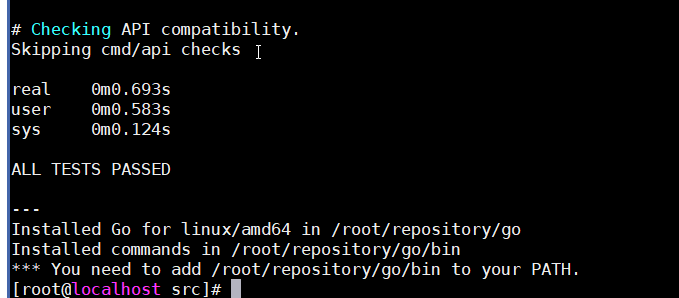 # Checking API compatibility.
Skipping cmd/api checks
real    0m0.693s
user    0m0.583s
sys     0m0.124s
ALL TESTS PASSED
---
Installed Go for linux/amd64 in /root/repository/go
Installed commands in /root/repository/go/bin
*** You need to add /root/repository/go/bin to your PATH.
[root@localhost src]#